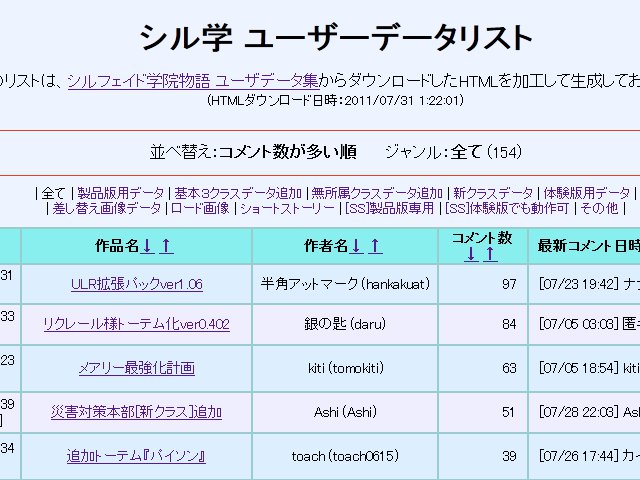 シル学 ユーザーデータリスト
のリストは、シルフェイド学院物語 ユーザデータ集からダウンロードしたHTMLを加工して生成してお
(HTMLダウンロード日時:2011/07/31 1:22:01)
並べ替え:コメント数が多い順 ジャンル:全て (154)
| 全て | 製品版用データ | 基本３クラスデータ追加 | 無所属クラスデータ追加 | 新クラスデータ | 体験版用データ |
| 差し替え画像データ | ロード画像 | ショートストーリー | [SS]製品版専用 | [SS]体験版でも動作可 | その他 |
作品名↓ ↑ 作者名↓ ↑ コメント数 ↓ ↑ 最新コメント日時
31 ULR拡張パックver1.06 半角アットマーク (hankakuat) 97 [07/23 19:42] ナナ
33 リクレール様トーテム化ver0.402 銀の匙 (daru) 84 [07/05 03:03] 匿名
23 メアリー最強化計画 kiti (tomokiti) 63 [07/05 18:54] kiti
39 ] 災害対策本部[新クラス]追加 Ashi (Ashi) 51 [07/28 22:03] Ash
34 追加トーテム『バイソン』 toach (toach0615) 39 [07/26 17:44] カイ